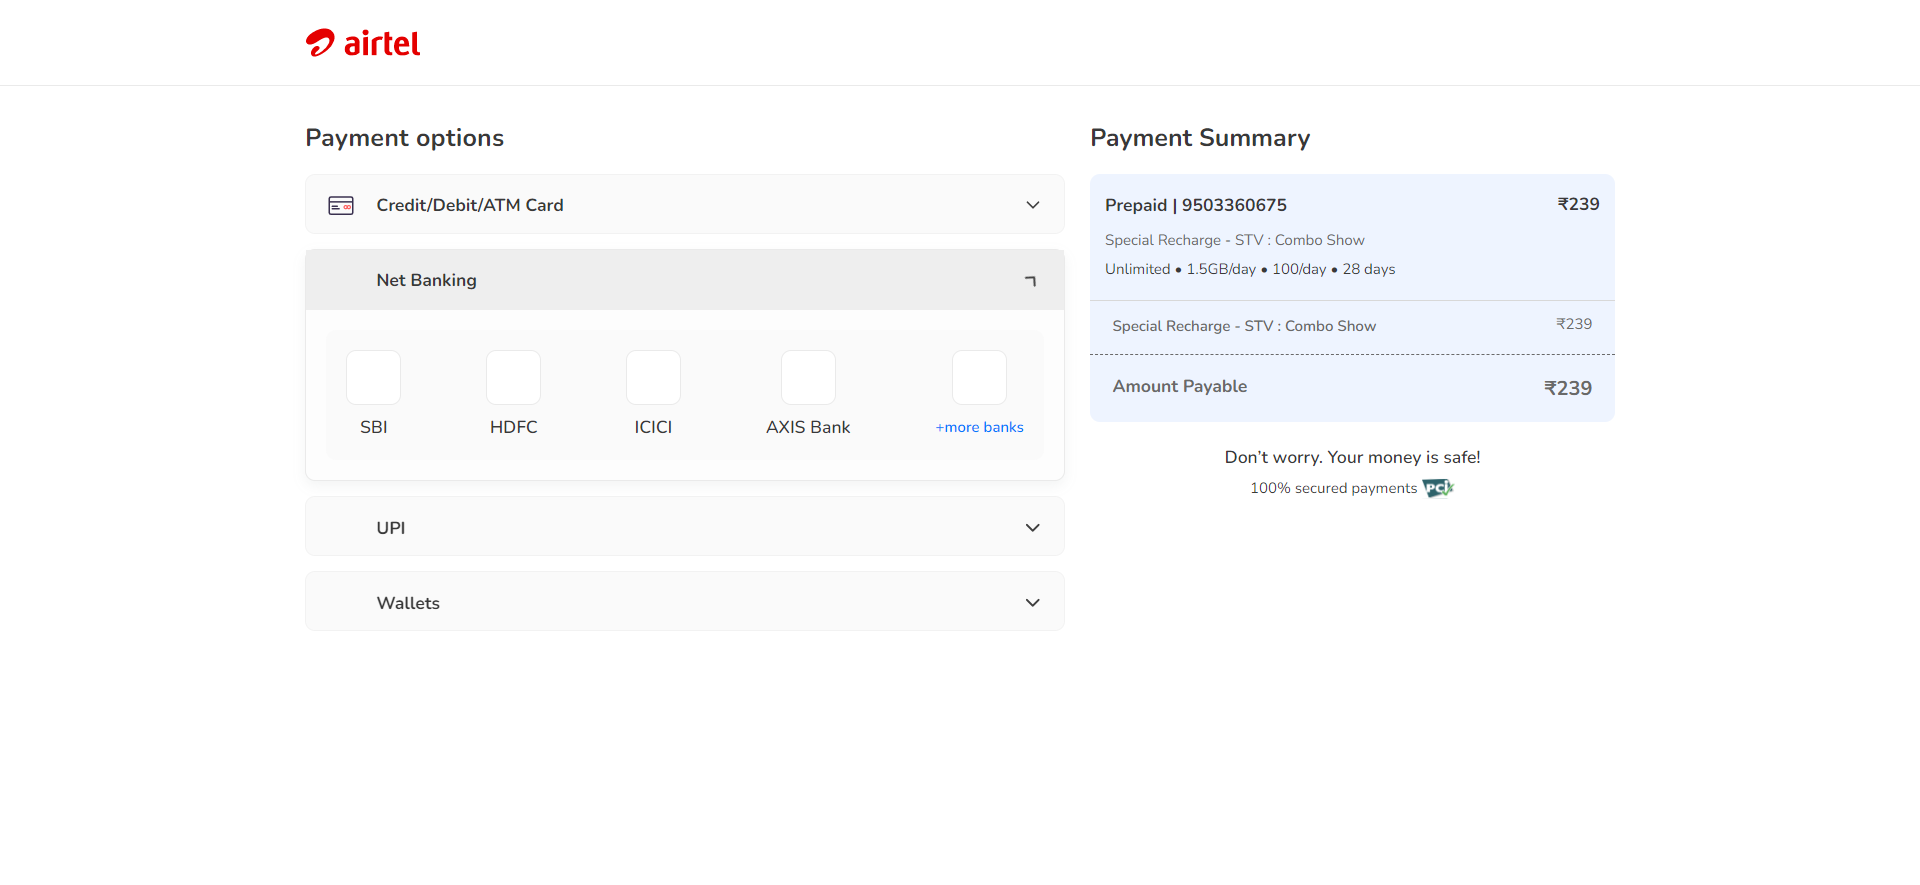 airtel
Payment options
Credit/Debit/ATM Card
Net Banking
SBI
HDFC
ICICI
AXIS Bank
+more banks
UPI
Wallets
Payment Summary
Prepaid | 9503360675 ₹239
Special Recharge - STV : Combo Show
Unlimited • 1.5GB/day • 100/day • 28 days
Special Recharge - STV : Combo Show ₹239
Amount Payable ₹239
Don’t worry. Your money is safe!
100% secured payments PCI